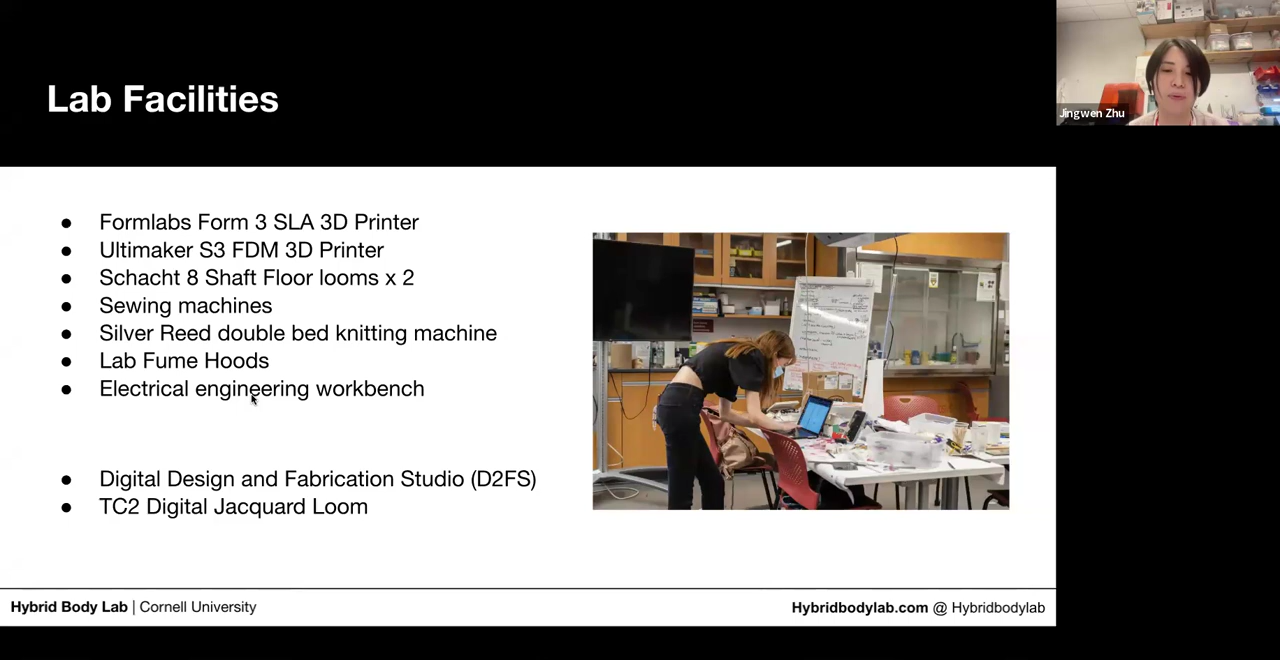 Lab Facilities
Jingwen Zhu
● Formlabs Form 3 SLA 3D Printer
● Ultimaker S3 FDM 3D Printer
● Schacht 8 Shaft Floor looms x 2
● Sewing machines
● Silver Reed double bed knitting machine
● Lab Fume Hoods
● Electrical engineering workbench
● Digital Design and Fabrication Studio (D2FS)
● TC2 Digital Jacquard Loom
Hybrid Body Lab | Cornell University
Hybridbodylab.com @ Hybridbodylab